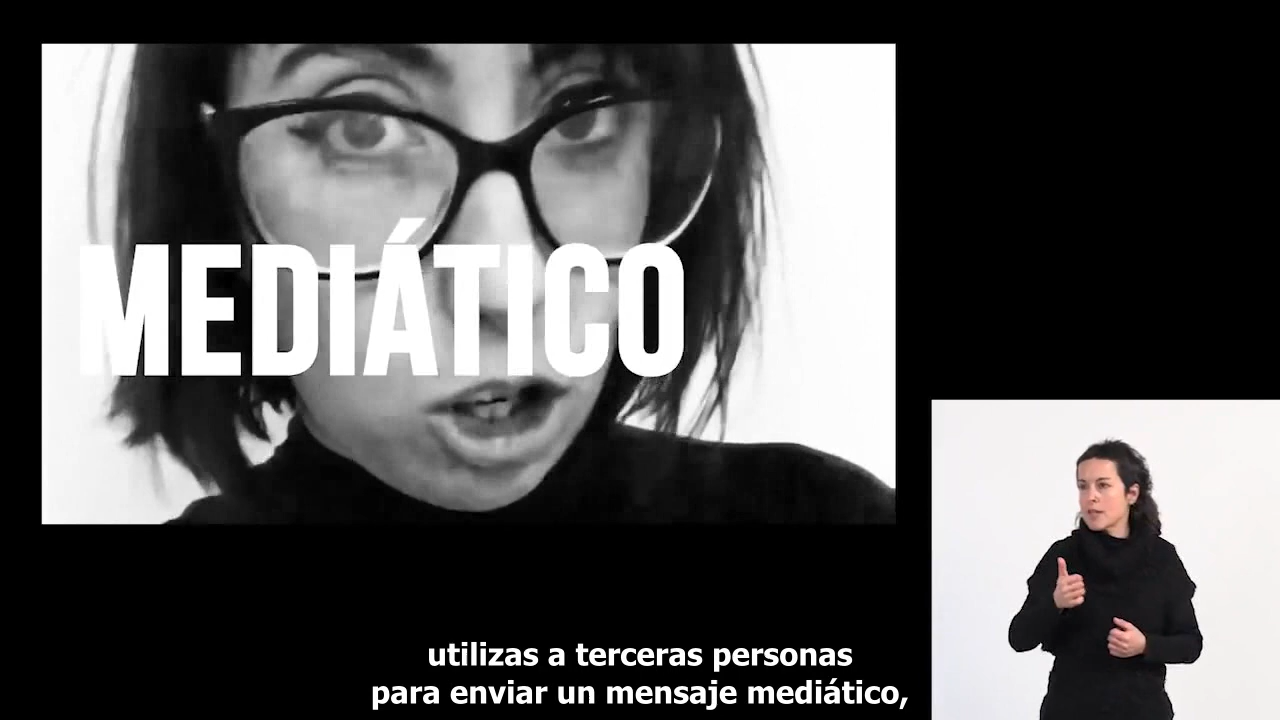 MEDIÁTICO
utilizas a terceras personas
para enviar un mensaje mediático,